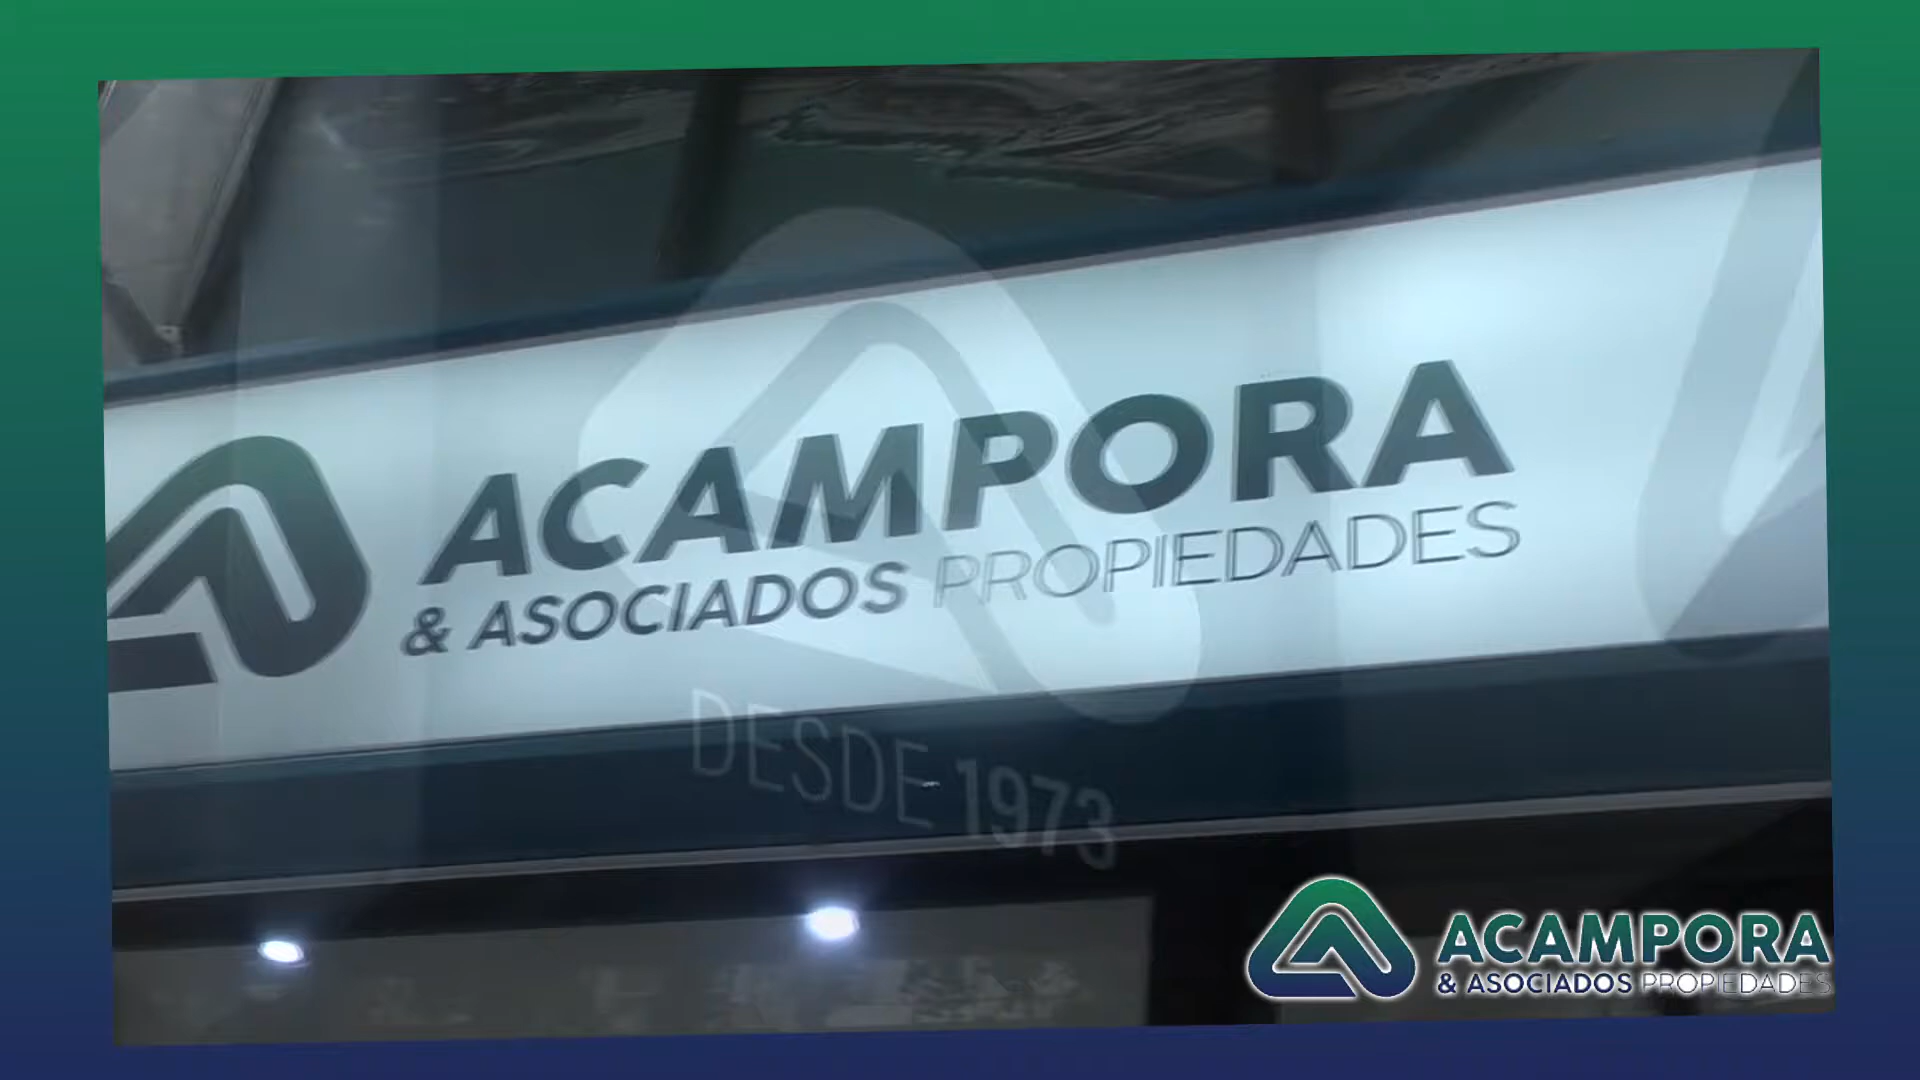 ACAMPORA
& ASOCIADOS PROPIEDADES
DESDE 1973
ACAMPORA
& ASOCIADOS PROPIEDADES